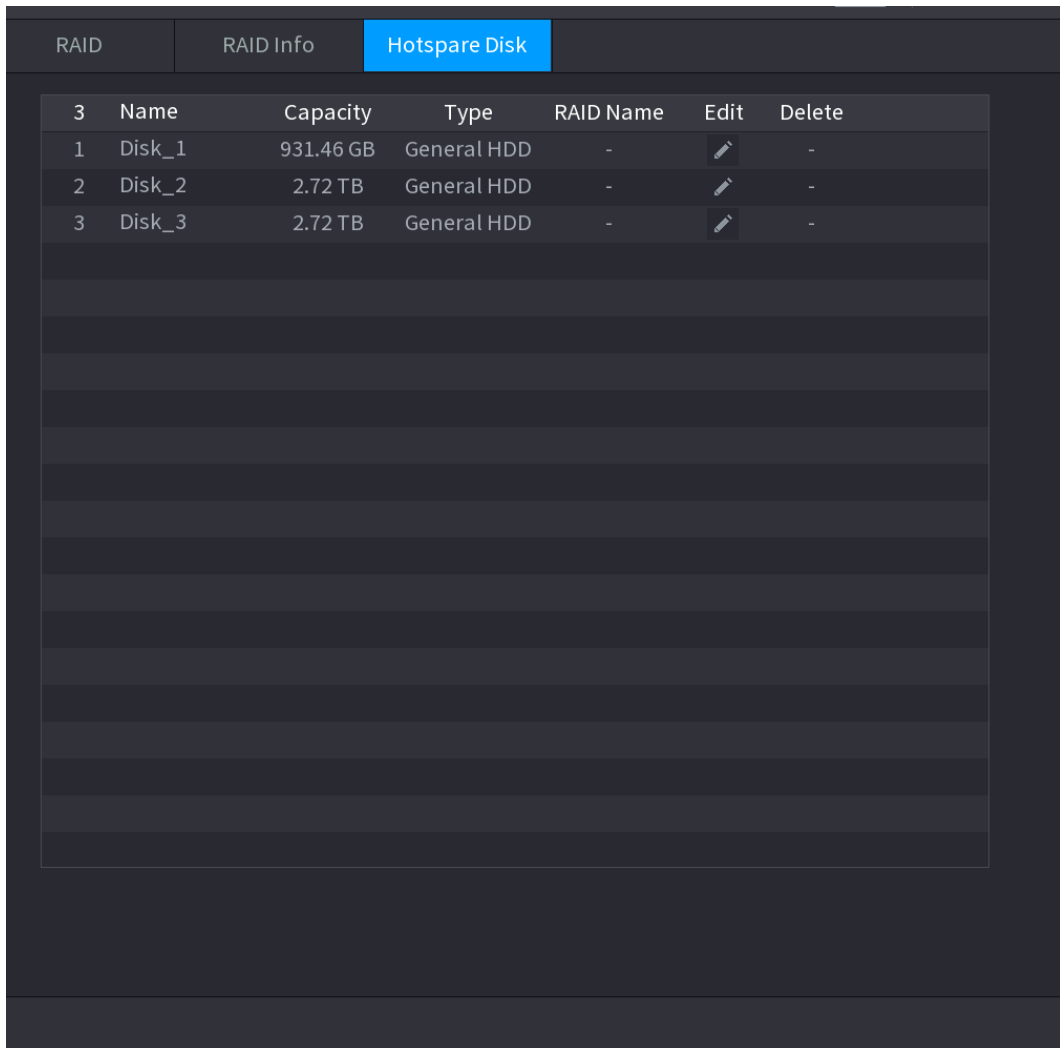 RAID RAID Info Hotspare Disk
3 Name Capacity Type RAID Name Edit Delete
1 Disk_1 931.46 GB General HDD - -
2 Disk_2 2.72 TB General HDD - -
3 Disk_3 2.72 TB General HDD - -